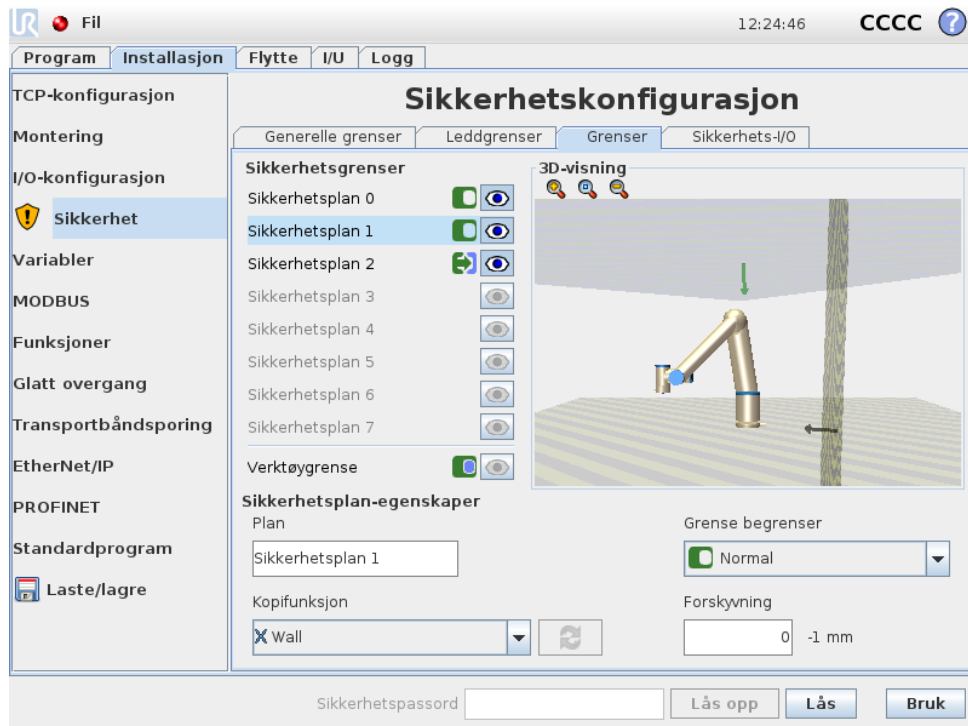 UR Fil 12:24:46 CCCC ?
Program Installasjon Flytte I/U Logg
TCP-konfigurasjon
Montering
I/O-konfigurasjon
Sikkerhet
Variabler
MODBUS
Funksjoner
Glatt overgang
Transportbåndsporing
EtherNet/IP
PROFINET
Standardprogram
Laste/lagre
Sikkerhetskonfigurasjon
Generelle grenser Leddgrenser Grenser Sikkerhets-I/O
Sikkerhetsgrenser
Sikkerhetsplan 0
Sikkerhetsplan 1
Sikkerhetsplan 2
Sikkerhetsplan 3
Sikkerhetsplan 4
Sikkerhetsplan 5
Sikkerhetsplan 6
Sikkerhetsplan 7
Verktøygrense
3D-visning
Sikkerhetsplan-egenskaper
Plan
Sikkerhetsplan 1
Grense begrenser
Normal
Kopifunksjon
Wall
Forskyvning
0 -1 mm
Sikkerhetspassord Lås opp Lås Bruk